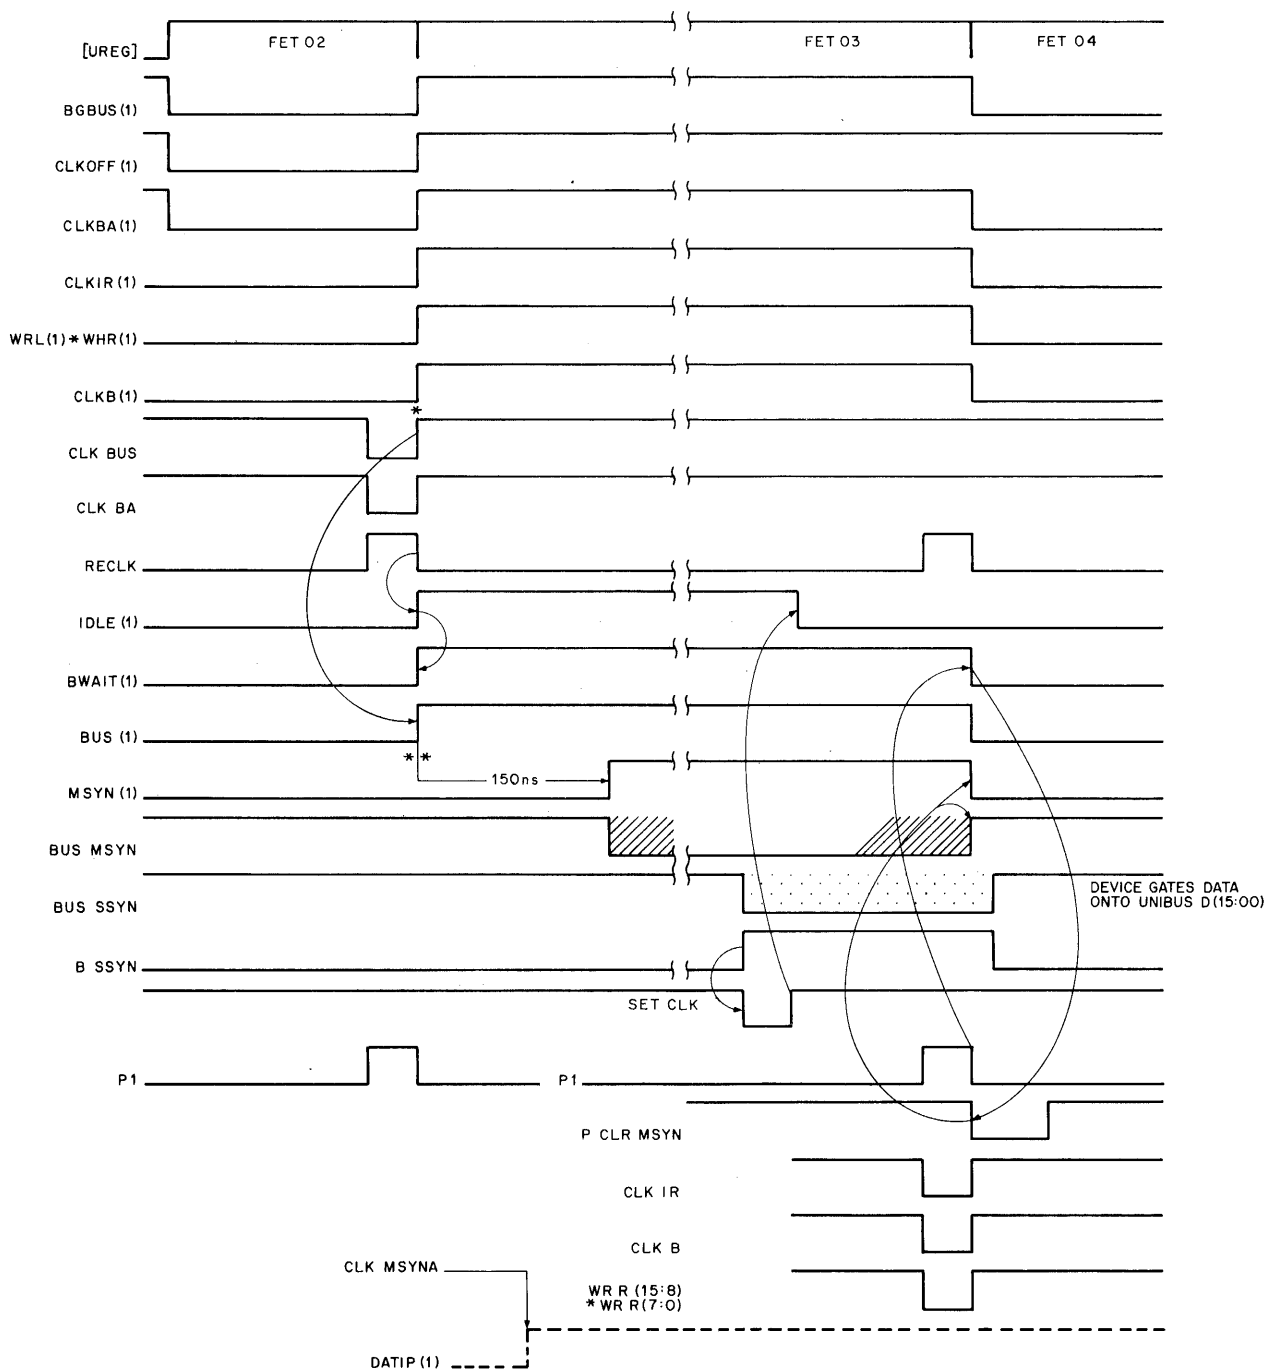 [UREG]
FET 02
FET 03
FET 04
BGBUS (1)
CLKOFF (1)
CLKBA (1)
CLKIR (1)
WRL (1) * WHR (1)
CLKB (1)
*
CLK BUS
CLK BA
RECLK
IDLE (1)
BWAIT (1)
BUS (1)
* *
150ns
MSYN (1)
BUS MSYN
BUS SSYN
DEVICE GATES DATA
ONTO UNIBUS D (15:00)
B SSYN
SET CLK
P1
P1
P CLR MSYN
CLK IR
CLK B
CLK MSYNA
WR R (15:8)
* WR R (7:0)
DATIP (1)